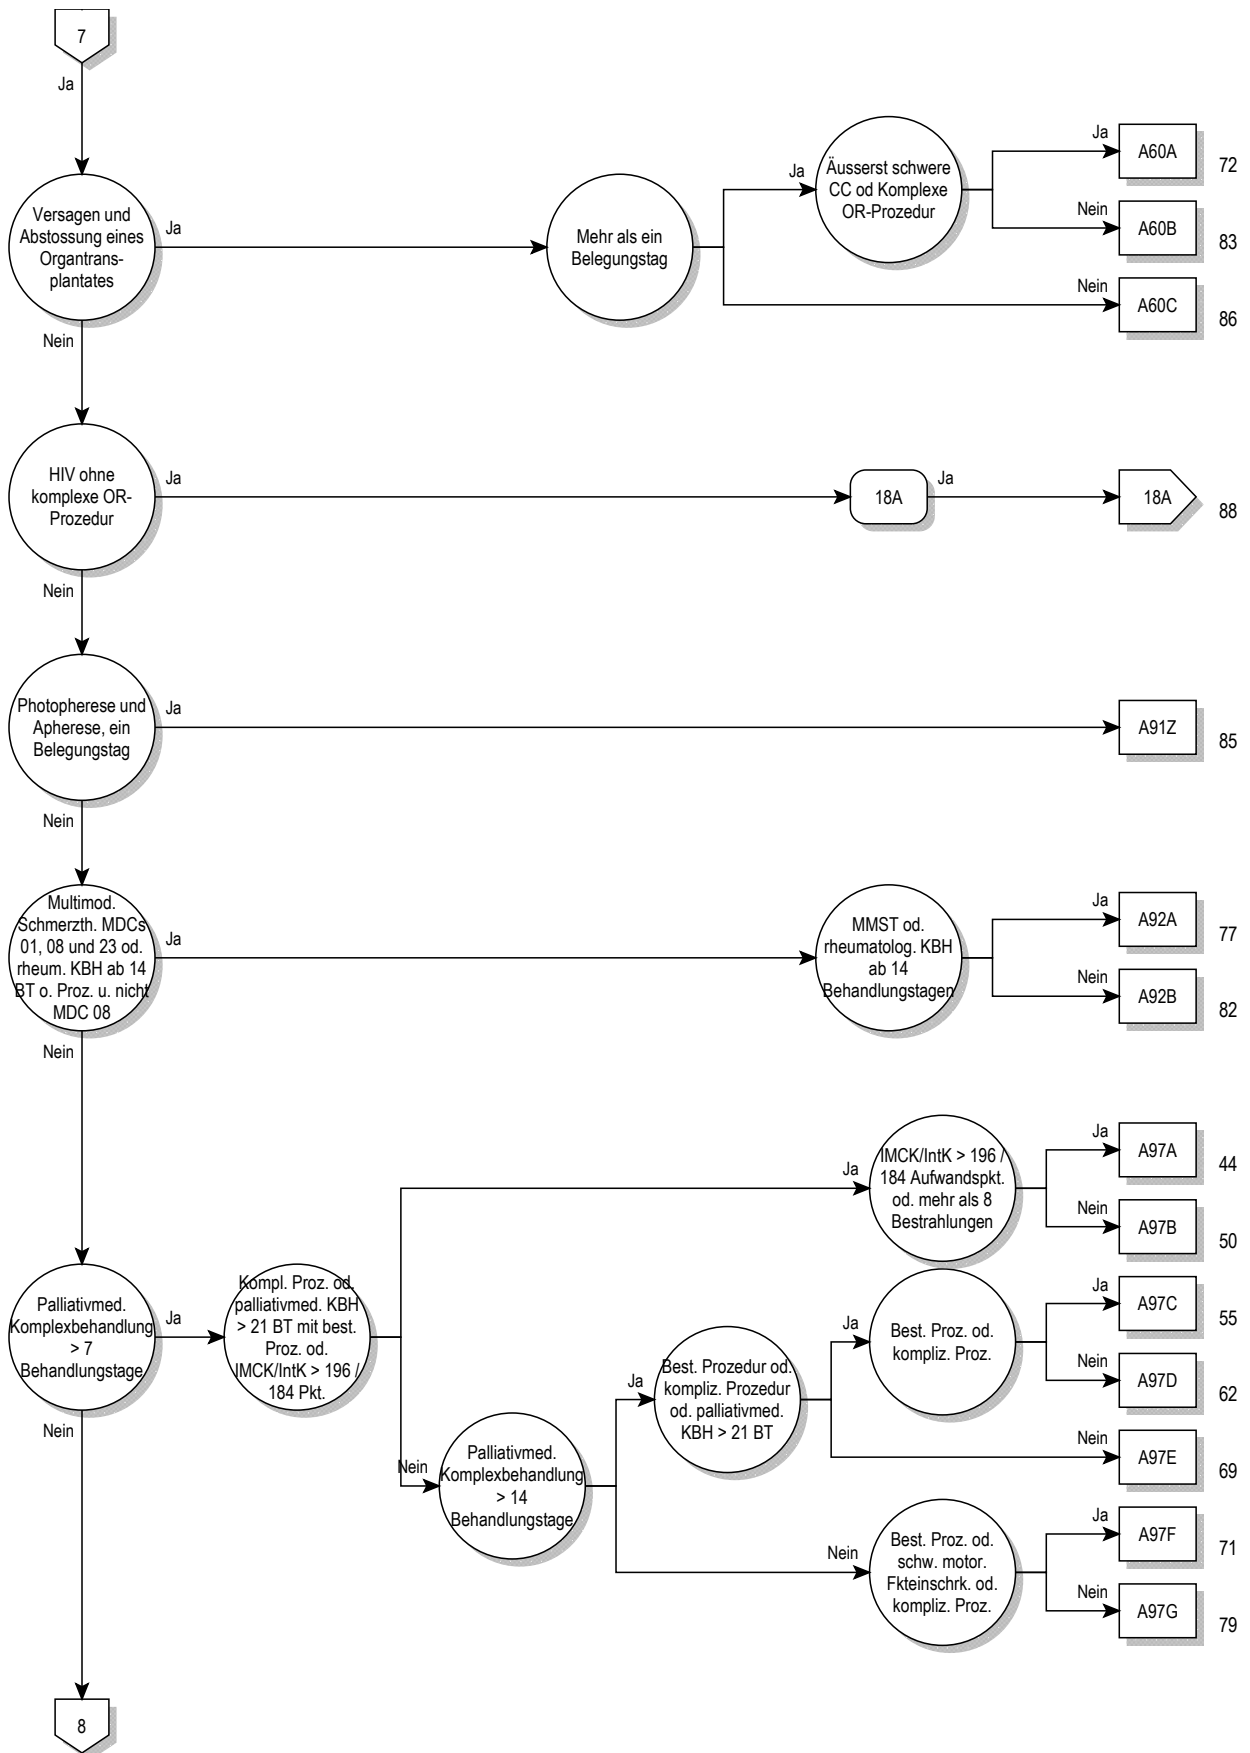 7
Ja
Versagen und
Abstossung eines
Organtrans-
plantates
Ja
Mehr als ein
Belegungstag
Ja
Äusserst schwere
CC od Komplexe
OR-Prozedur
Ja
A60A
72
Nein
A60B
83
Nein
A60C
86
Nein
HIV ohne
komplexe OR-
Prozedur
Ja
18A
Ja
18A
88
Nein
Photopherese und
Apherese, ein
Belegungstag
Ja
A91Z
85
Nein
Multimod.
Schmerzth. MDCs
01, 08 und 23 od.
rheum. KBH ab 14
BT o. Proz. u. nicht
MDC 08
Ja
MMST od.
rheumatolog. KBH
ab 14
Behandlungstagen
Ja
A92A
77
Nein
A92B
82
Nein
Palliativmed.
Komplexbehandlung
> 7
Behandlungstage
Ja
Kompl. Proz. od.
palliativmed. KBH
> 21 BT mit best.
Proz. od.
IMCK/IntK > 196 /
184 Pkt.
Ja
IMCK/IntK > 196 /
184 Aufwandspkt.
od. mehr als 8
Bestrahlungen
Ja
A97A
44
Nein
A97B
50
Nein
Palliativmed.
Komplexbehandlung
> 14
Behandlungstage
Ja
Best. Prozedur od.
kompliz. Prozedur
od. palliativmed.
KBH > 21 BT
Ja
Best. Proz. od.
kompliz. Proz.
Ja
A97C
55
Nein
A97D
62
Nein
A97E
69
Nein
Best. Proz. od.
schw. motor.
Fkteinschrk. od.
kompliz. Proz.
Ja
A97F
71
Nein
A97G
79
Nein
8